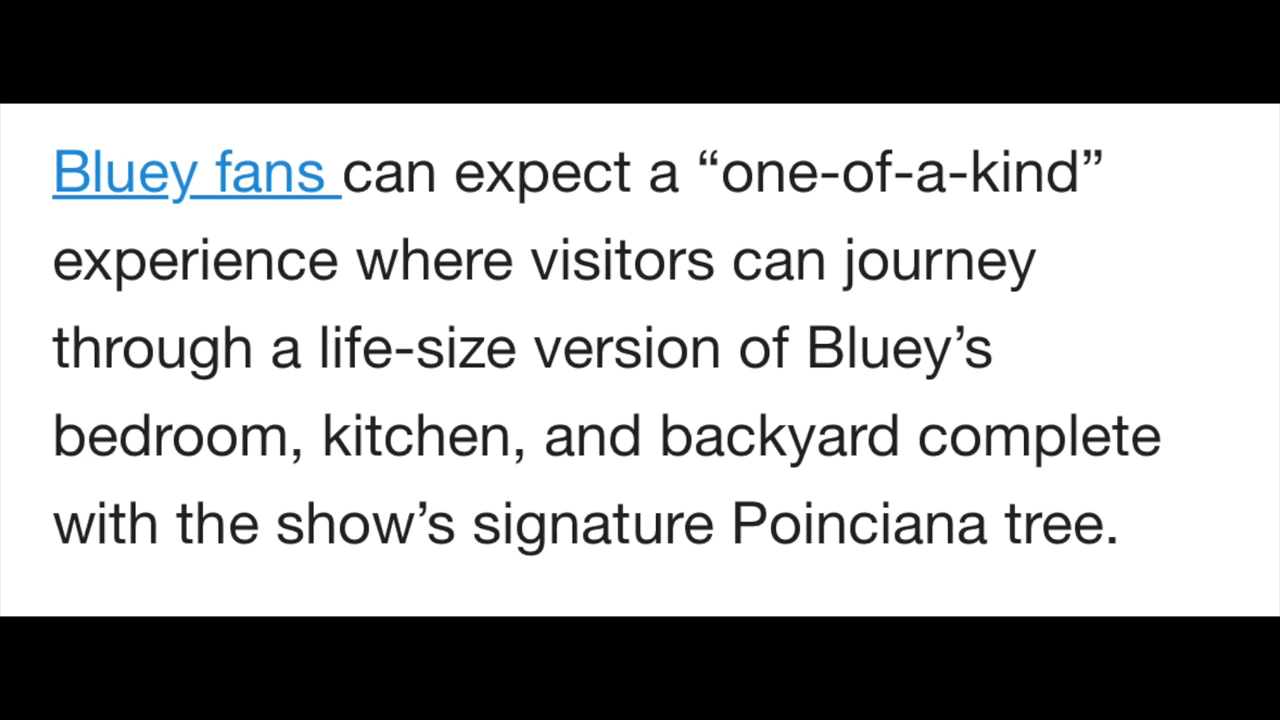 Bluey fans can expect a “one-of-a-kind”
experience where visitors can journey
through a life-size version of Bluey’s
bedroom, kitchen, and backyard complete
with the show’s signature Poinciana tree.